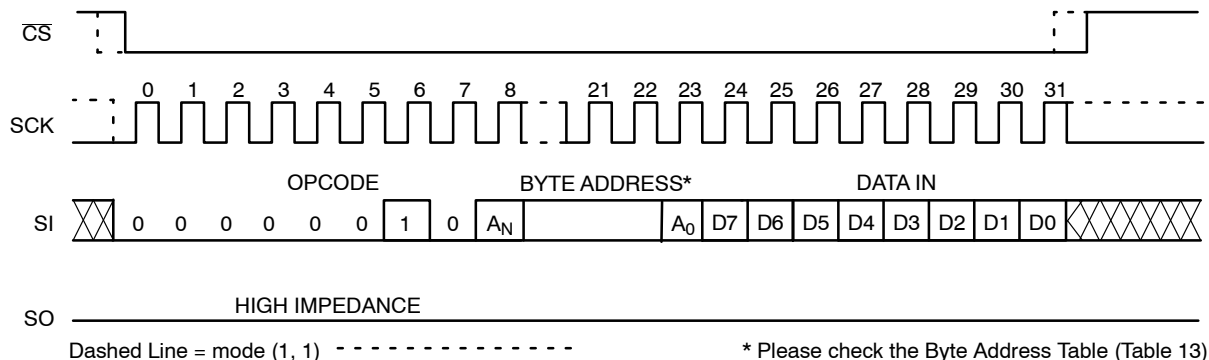 CS
0 1 2 3 4 5 6 7 8 21 22 23 24 25 26 27 28 29 30 31
SCK
OPCODE BYTE ADDRESS* DATA IN
SI 0 0 0 0 0 0 1 0 AN A0 D7 D6 D5 D4 D3 D2 D1 D0
HIGH IMPEDANCE
SO
Dashed Line = mode (1, 1) * Please check the Byte Address Table (Table 13)